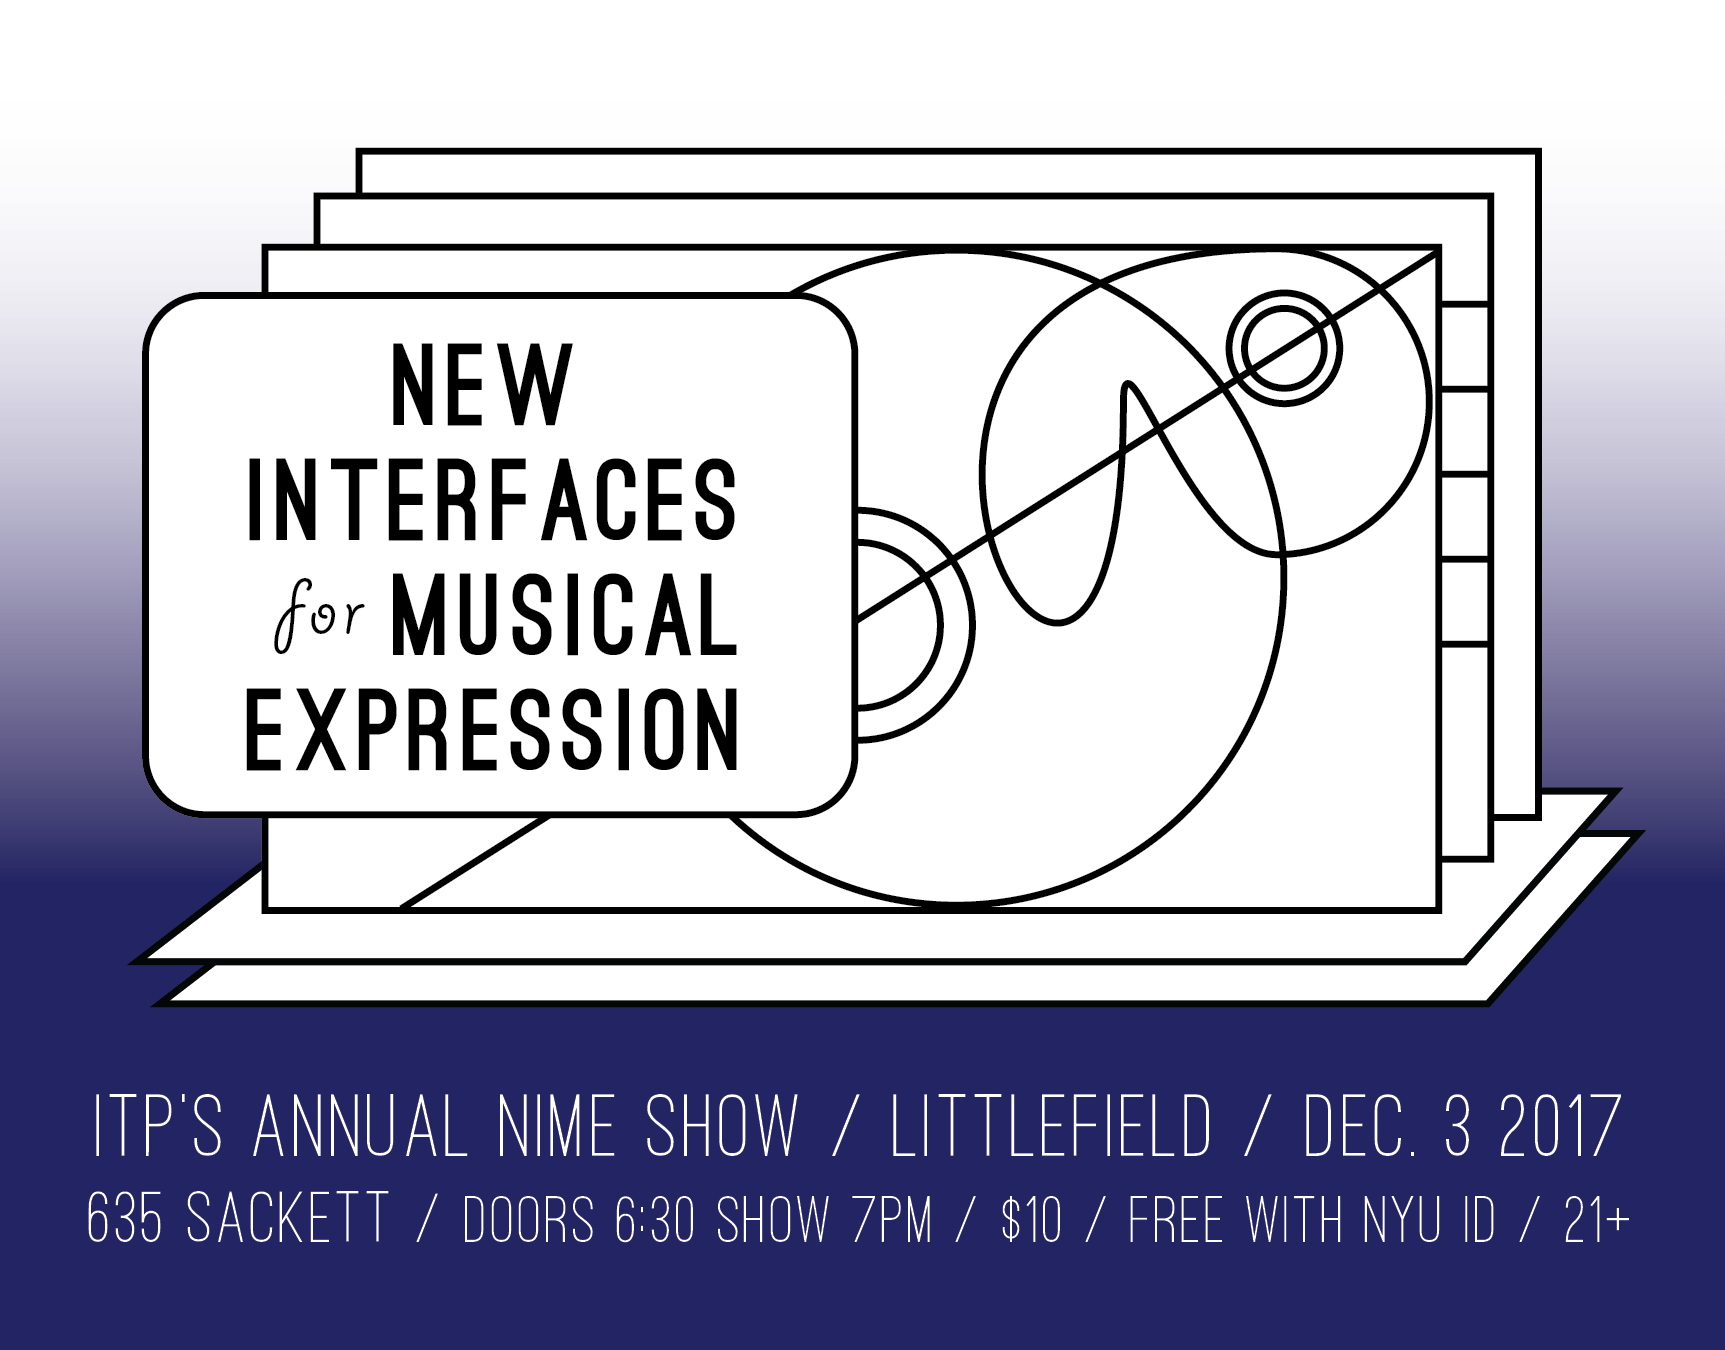 NEW
INTERFACES
for MUSICAL
EXPRESSION
ITP'S ANNUAL NIME SHOW / LITTLEFIELD / DEC. 3 2017
635 SACKETT / DOORS 6:30 SHOW 7PM / $10 / FREE WITH NYU ID / 21+